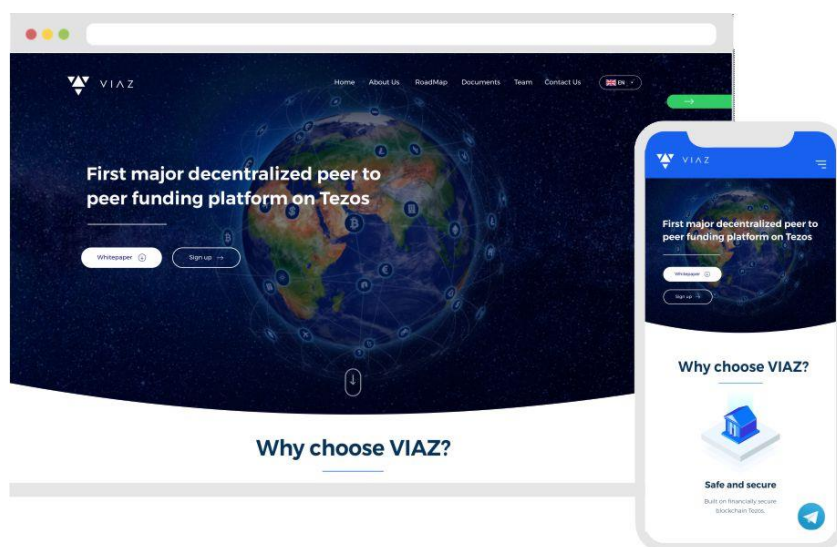 VIAZ
Home About Us RoadMap Documents Team Contact Us EN
First major decentralized peer to
peer funding platform on Tezos
Whitepaper Sign up
Why choose VIAZ?
VIAZ
First major decentralized peer to
peer funding platform on Tezos
Whitepaper
Sign up
Why choose VIAZ?
Safe and secure
Built on financially secure
blockchain Tezos.